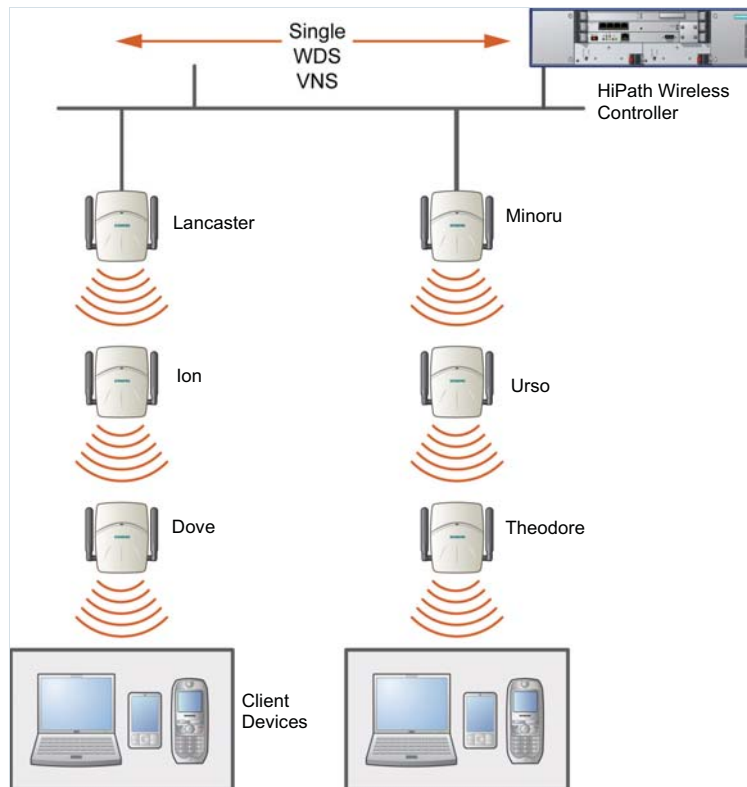 Single
WDS
VNS
HiPath Wireless
Controller
Lancaster
Minoru
Ion
Urso
Dove
Theodore
Client
Devices